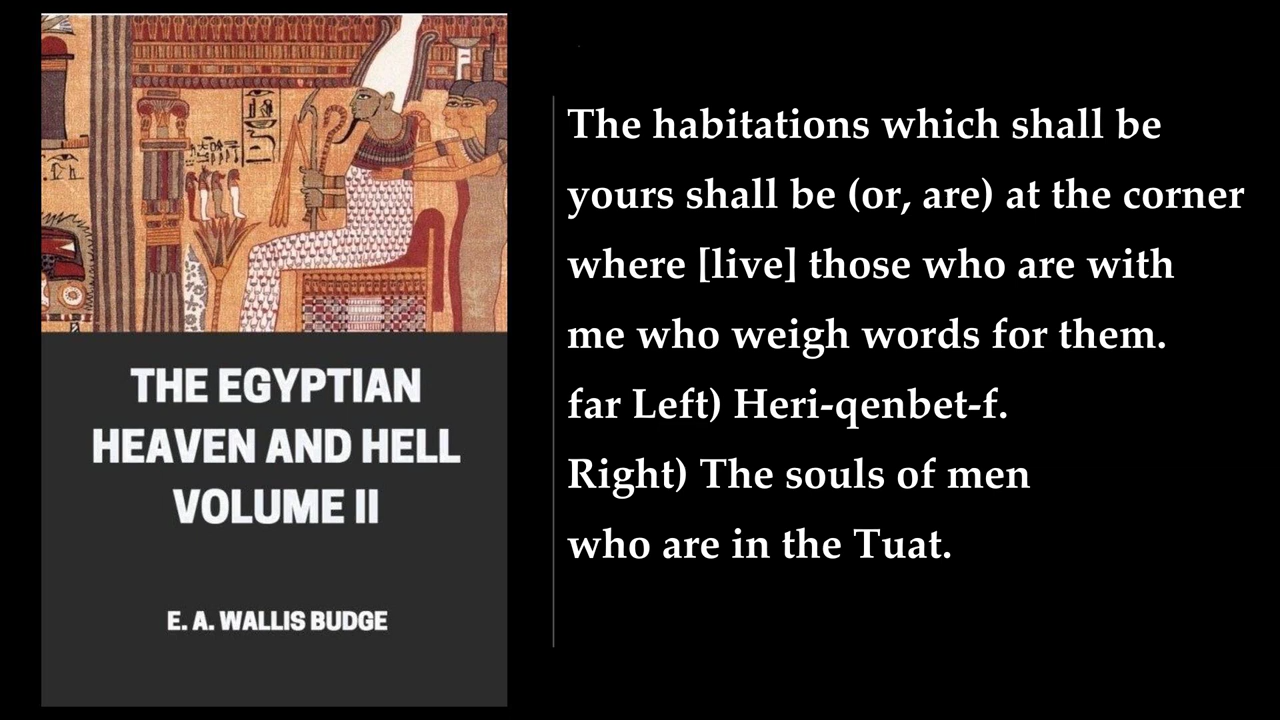 THE EGYPTIAN
HEAVEN AND HELL
VOLUME II
E. A. WALLIS BUDGE
The habitations which shall be
yours shall be (or, are) at the corner
where [live] those who are with
me who weigh words for them.
far Left) Heri-qenbet-f.
Right) The souls of men
who are in the Tuat.